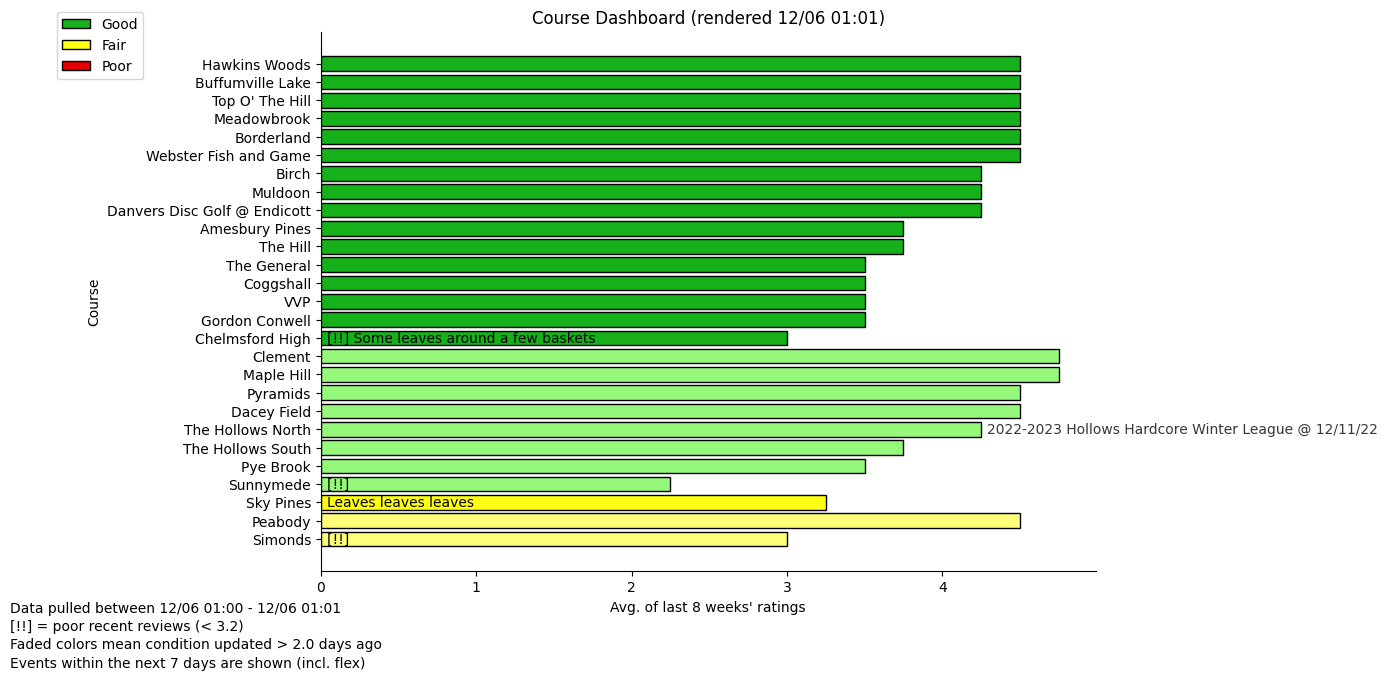 Course Dashboard (rendered 12/06 01:01)
Good
Fair
Poor
Course
Hawkins Woods
Buffumville Lake
Top O' The Hill
Meadowbrook
Borderland
Webster Fish and Game
Birch
Muldoon
Danvers Disc Golf @ Endicott
Amesbury Pines
The Hill
The General
Coggshall
VVP
Gordon Conwell
Chelmsford High [!!] Some leaves around a few baskets
Clement
Maple Hill
Pyramids
Dacey Field
The Hollows North 2022-2023 Hollows Hardcore Winter League @ 12/11/22
The Hollows South
Pye Brook
Sunnymede [!!]
Sky Pines Leaves leaves leaves
Peabody
Simonds [!!]
0 1 2 3 4
Avg. of last 8 weeks' ratings
Data pulled between 12/06 01:00 - 12/06 01:01
[!!] = poor recent reviews (< 3.2)
Faded colors mean condition updated > 2.0 days ago
Events within the next 7 days are shown (incl. flex)